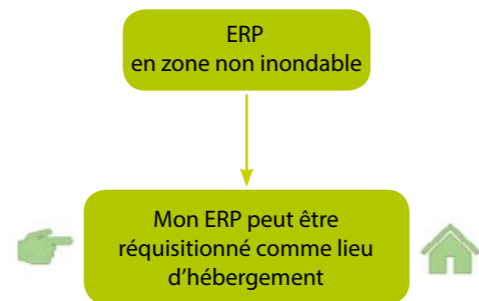 ERP
en zone non inondable
Mon ERP peut être
réquisitionné comme lieu
d’hébergement